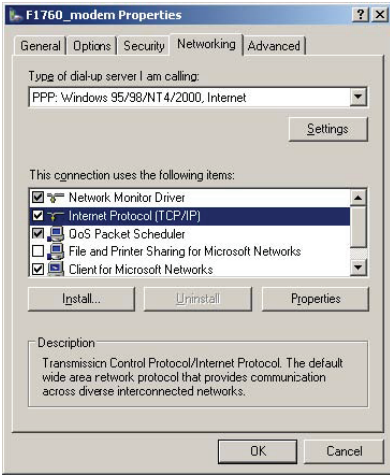 F1760_modem Properties
General Options Security Networking Advanced
Type of dial-up server I am calling:
PPP: Windows 95/98/NT4/2000, Internet
Settings
This connection uses the following items:
Network Monitor Driver
Internet Protocol (TCP/IP)
QoS Packet Scheduler
File and Printer Sharing for Microsoft Networks
Client for Microsoft Networks
Install... Uninstall Properties
Description
Transmission Control Protocol/Internet Protocol. The default
wide area network protocol that provides communication
across diverse interconnected networks.
OK Cancel